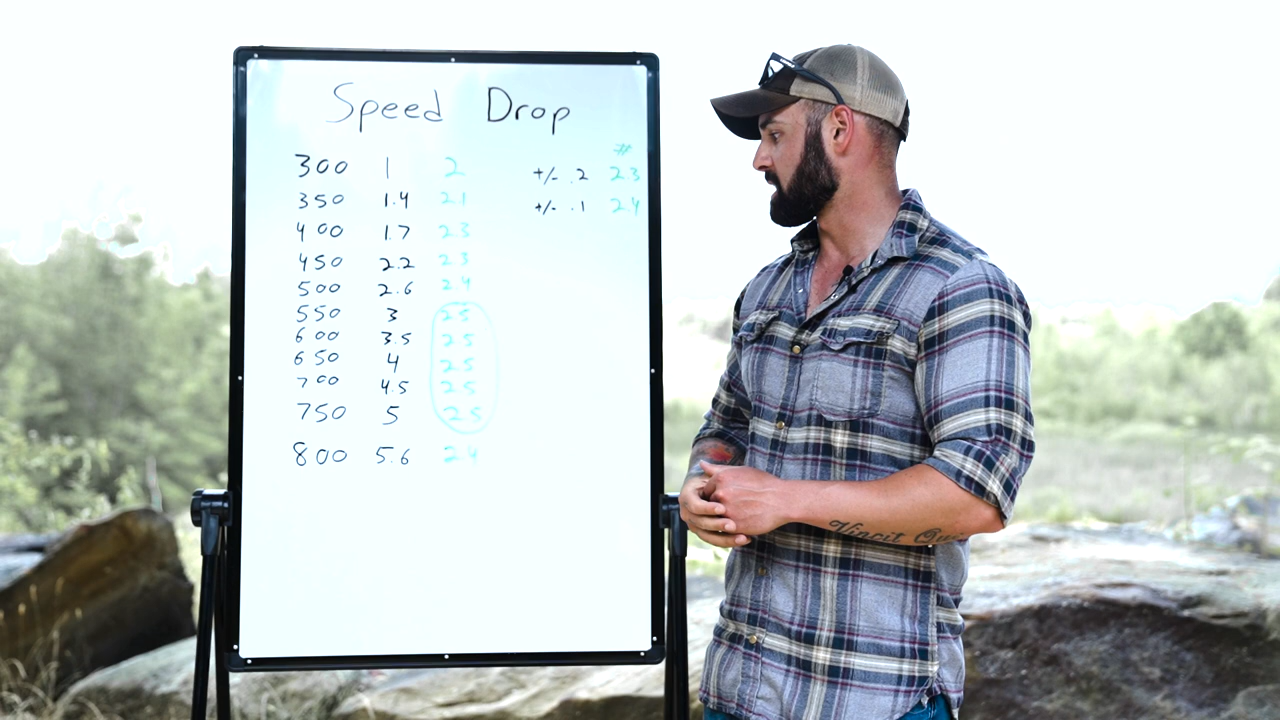 Speed Drop
#
300 1 2 +/- .2 2.3
350 1.4 2.1 +/- .1 2.4
400 1.7 2.3
450 2.2 2.3
500 2.6 2.4
550 3 2.5
600 3.5 2.5
650 4 2.5
700 4.5 2.5
750 5 2.5
800 5.6 2.4
Vincit